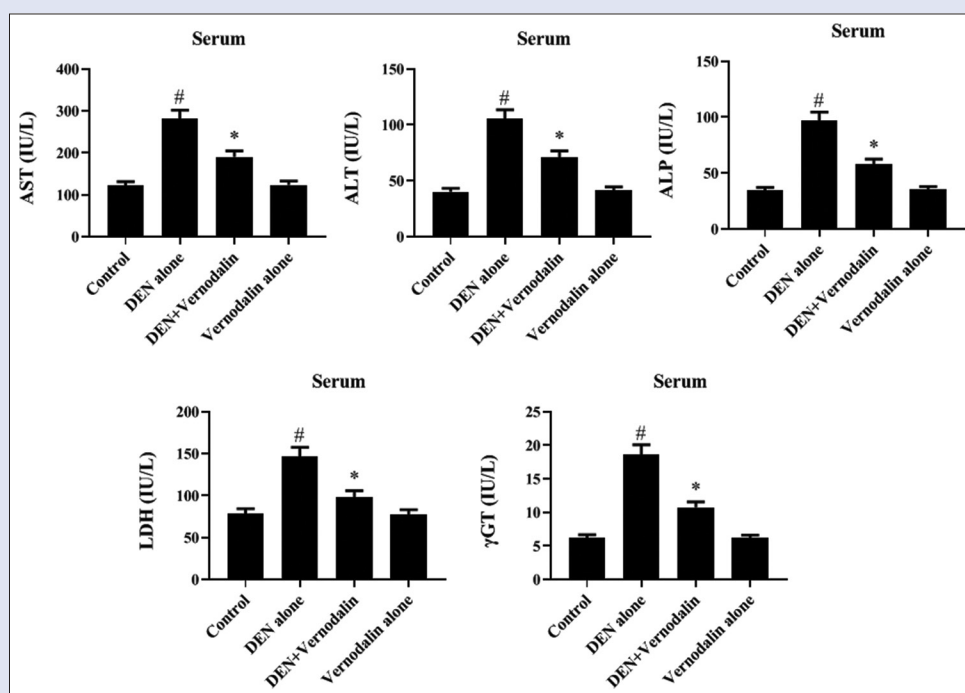 Serum
AST (IU/L)
400
300
200
100
0
#
*
Control
DEN alone
DEN+Vernodalin
Vernodalin alone
Serum
ALT (IU/L)
150
100
50
0
#
*
Control
DEN alone
DEN+Vernodalin
Vernodalin alone
Serum
ALP (IU/L)
150
100
50
0
#
*
Control
DEN alone
DEN+Vernodalin
Vernodalin alone
Serum
LDH (IU/L)
200
150
100
50
0
#
*
Control
DEN alone
DEN+Vernodalin
Vernodalin alone
Serum
γGT (IU/L)
25
20
15
10
5
0
#
*
Control
DEN alone
DEN+Vernodalin
Vernodalin alone